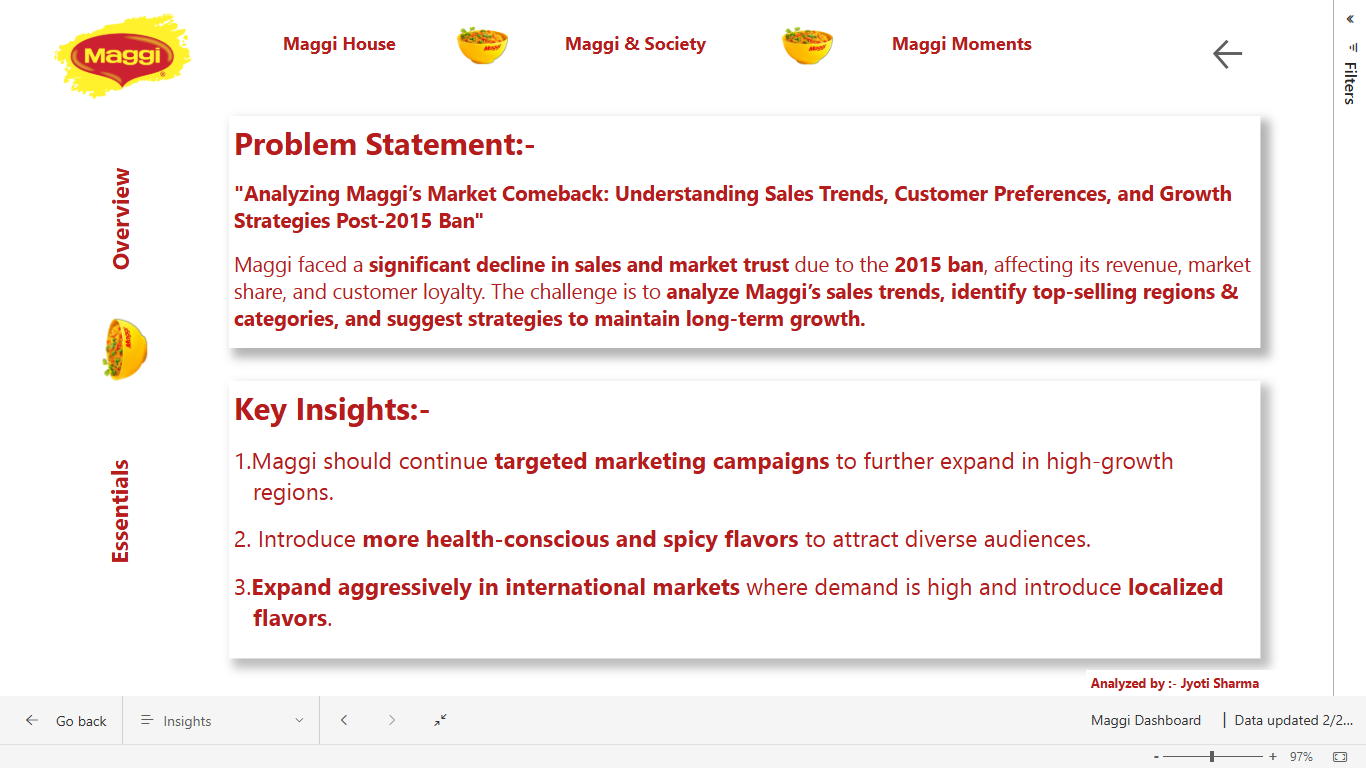 Maggi
Maggi House
Maggi & Society
Maggi Moments
Filters
Overview
Essentials
Problem Statement:-
"Analyzing Maggi’s Market Comeback: Understanding Sales Trends, Customer Preferences, and Growth
Strategies Post-2015 Ban"
Maggi faced a significant decline in sales and market trust due to the 2015 ban, affecting its revenue, market
share, and customer loyalty. The challenge is to analyze Maggi’s sales trends, identify top-selling regions &
categories, and suggest strategies to maintain long-term growth.
Key Insights:-
1.Maggi should continue targeted marketing campaigns to further expand in high-growth
regions.
2. Introduce more health-conscious and spicy flavors to attract diverse audiences.
3.Expand aggressively in international markets where demand is high and introduce localized
flavors.
Analyzed by :- Jyoti Sharma
Go back
Insights
Maggi Dashboard | Data updated 2/2...
- + 97%